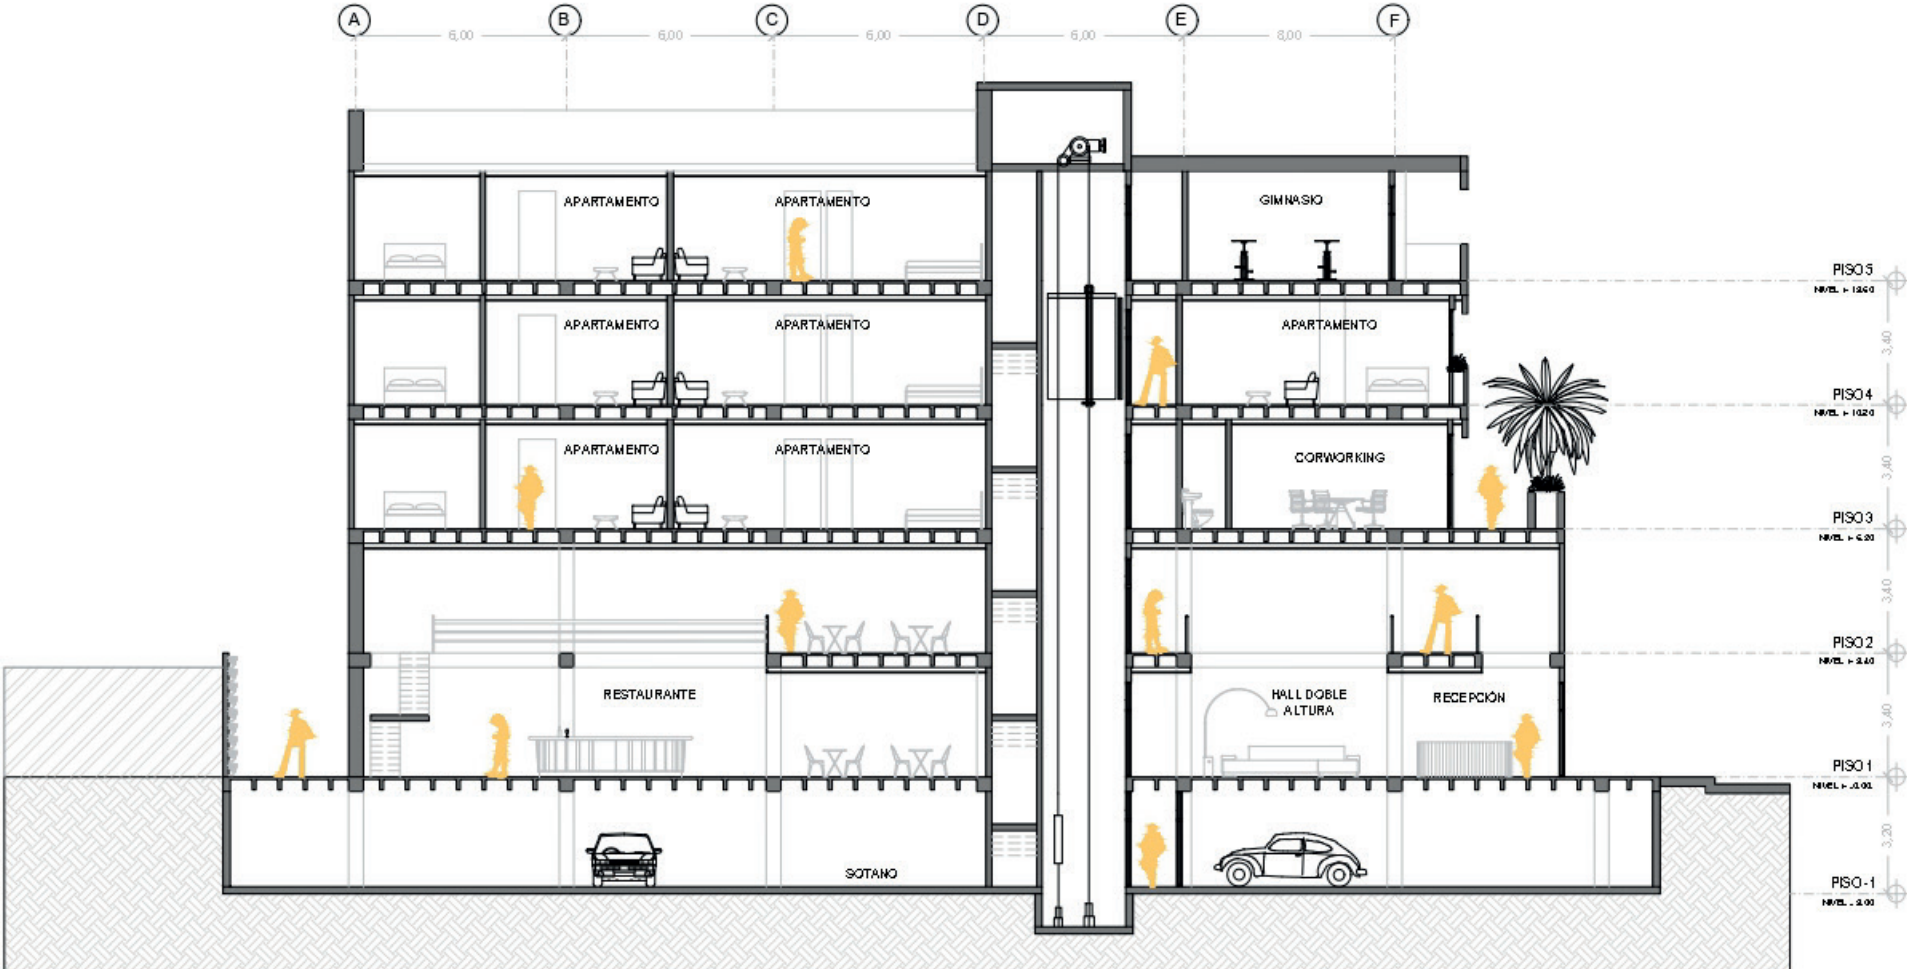 A B C D E F
6,00 6,00 6,00 6,00 8,00
APARTAMENTO APARTAMENTO GIMNASIO
PISO 5
3,40
APARTAMENTO APARTAMENTO APARTAMENTO
PISO 4
3,40
APARTAMENTO APARTAMENTO CORWORKING
PISO 3
3,40
PISO 2
RESTAURANTE HALL DOBLE RECEPCIÓN
ALTURA
3,40
PISO 1
3,20
SOTANO
PISO -1